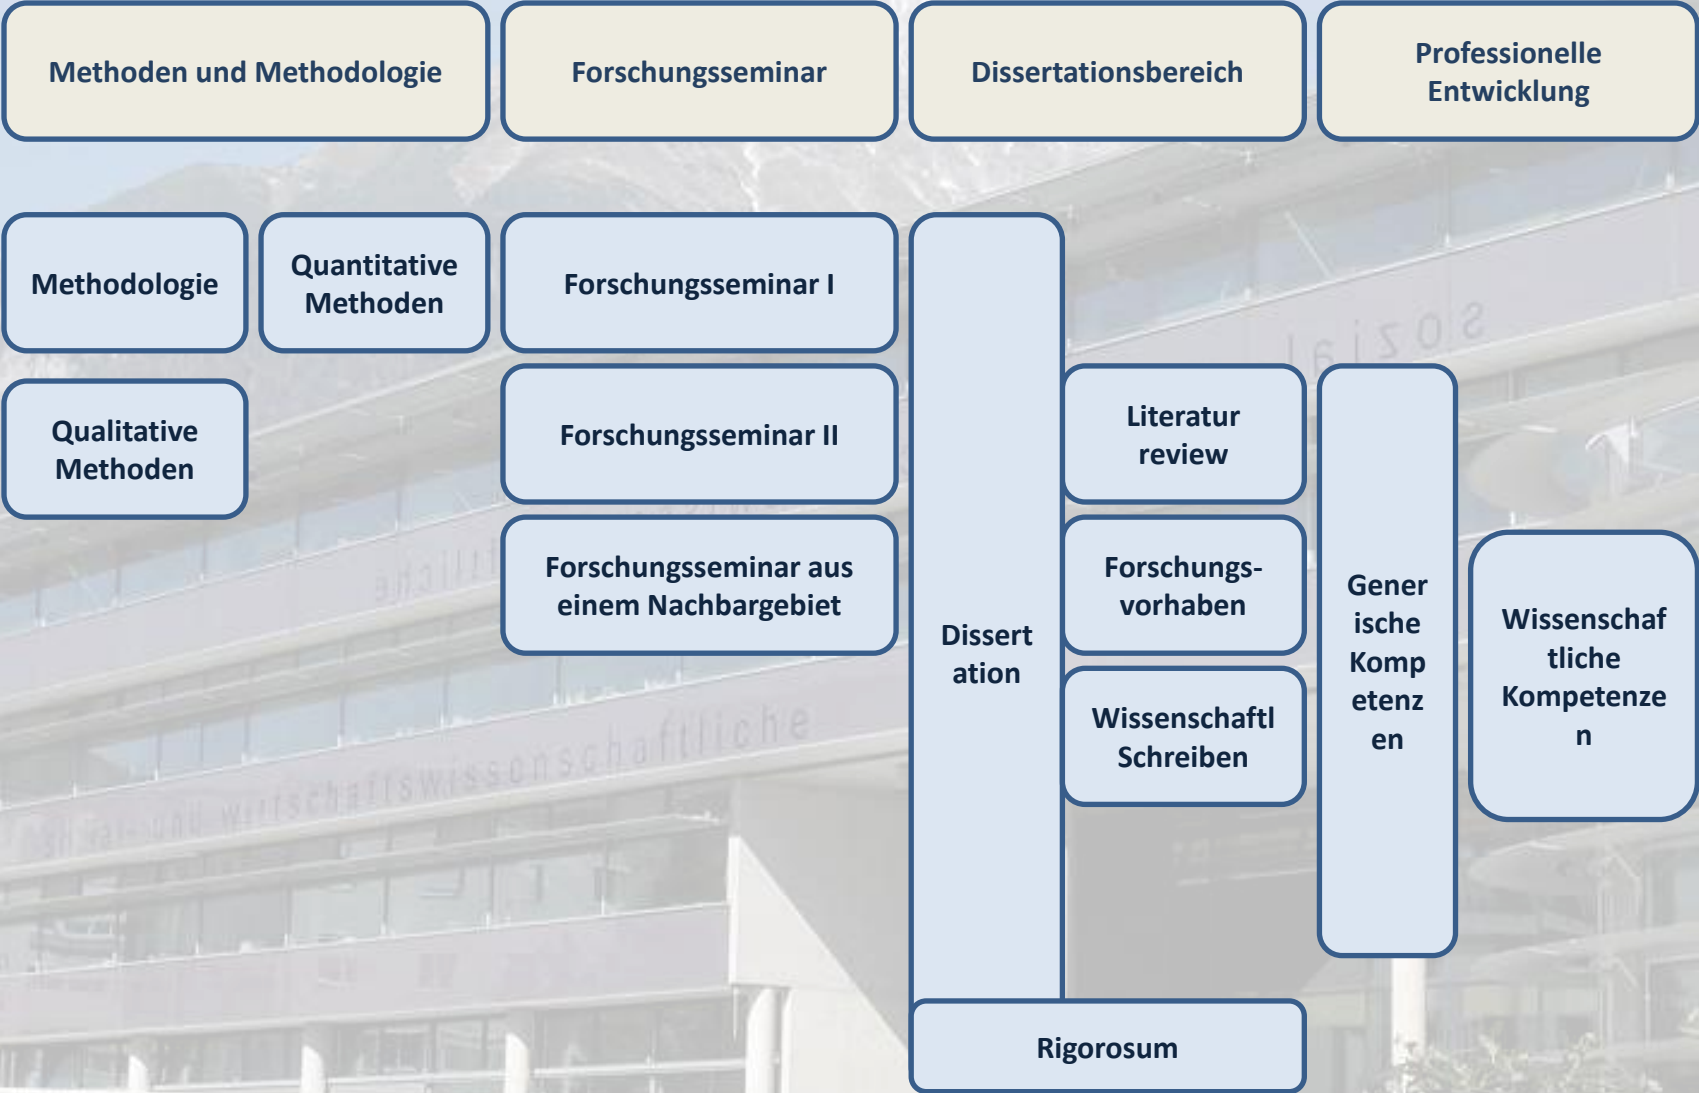 Methoden und Methodologie
Forschungsseminar
Dissertationsbereich
Professionelle
Entwicklung
Methodologie
Quantitative
Methoden
Qualitative
Methoden
Forschungsseminar I
Forschungsseminar II
Forschungsseminar aus
einem Nachbargebiet
Dissert
ation
Literatur
review
Forschungs-
vorhaben
Wissenschaftl
Schreiben
Rigorosum
Gener
ische
Komp
etenz
en
Wissenschaf
tliche
Kompetenze
n
sozial